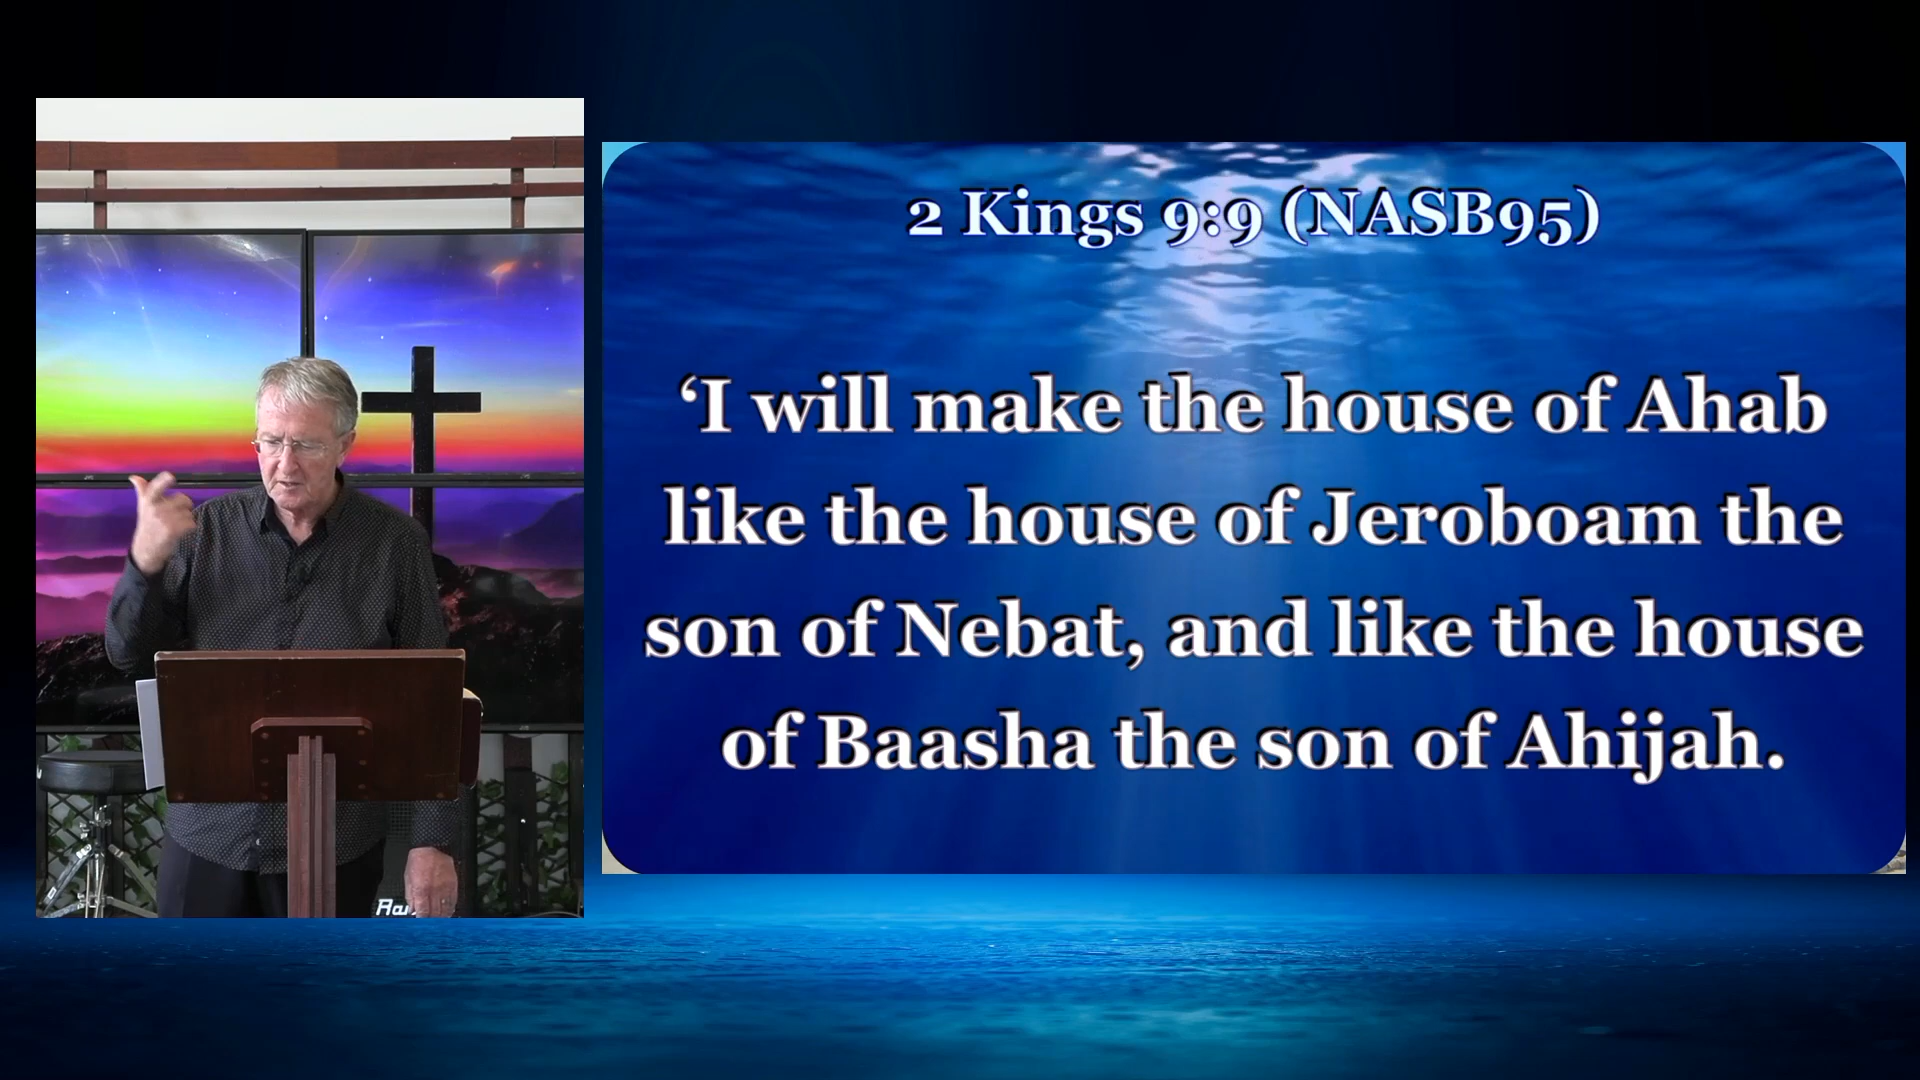 2 Kings 9:9 (NASB95)
‘I will make the house of Ahab
like the house of Jeroboam the
son of Nebat, and like the house
of Baasha the son of Ahijah.